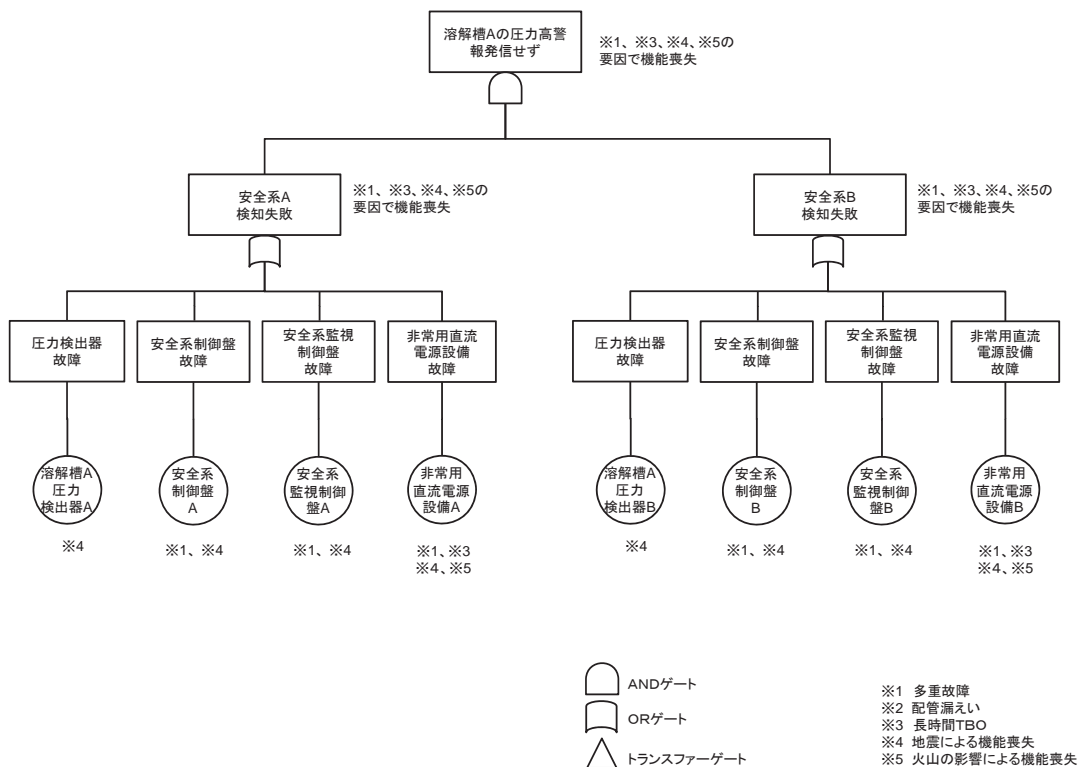 溶解槽Aの圧力高警
報発信せず
※1、※3、※4、※5の
要因で機能喪失
安全系A
検知失敗
※1、※3、※4、※5の
要因で機能喪失
安全系B
検知失敗
※1、※3、※4、※5の
要因で機能喪失
圧力検出器
故障
安全系制御盤
故障
安全系監視
制御盤
故障
非常用直流
電源設備
故障
圧力検出器
故障
安全系制御盤
故障
安全系監視
制御盤
故障
非常用直流
電源設備
故障
溶解槽A
圧力
検出器A
安全系
制御盤
A
安全系
監視制御
盤A
非常用
直流電源
設備A
溶解槽A
圧力
検出器B
安全系
制御盤
B
安全系
監視制御
盤B
非常用
直流電源
設備B
※4
※1、※4
※1、※4
※1、※3
※4、※5
※4
※1、※4
※1、※4
※1、※3
※4、※5
ANDゲート
ORゲート
トランスファーゲート
※1 多重故障
※2 配管漏えい
※3 長時間TBO
※4 地震による機能喪失
※5 火山の影響による機能喪失